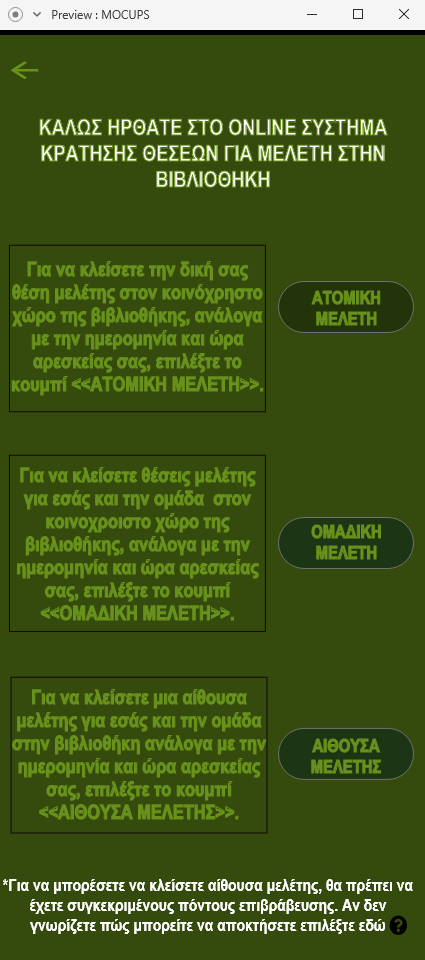 Preview : MOCUPS
ΚΑΛΩΣ ΗΡΘΑΤΕ ΣΤΟ ONLINE ΣΥΣΤΗΜΑ
ΚΡΑΤΗΣΗΣ ΘΕΣΕΩΝ ΓΙΑ ΜΕΛΕΤΗ ΣΤΗΝ
ΒΙΒΛΙΟΘΗΚΗ
Για να κλείσετε την δική σας
θέση μελέτης στον κοινόχρηστο
χώρο της βιβλιοθήκης, ανάλογα
με την ημερομηνία και ώρα
αρεσκείας σας, επιλέξτε το
κουμπί <<ΑΤΟΜΙΚΗ ΜΕΛΕΤΗ>>.
ΑΤΟΜΙΚΗ
ΜΕΛΕΤΗ
Για να κλείσετε θέσεις μελέτης
για εσάς και την ομάδα  στον
κοινοχροιστο χώρο της
βιβλιοθήκης, ανάλογα με την
ημερομηνία και ώρα αρεσκείας
σας, επιλέξτε το κουμπί
<<ΟΜΑΔΙΚΗ ΜΕΛΕΤΗ>>.
ΟΜΑΔΙΚΗ
ΜΕΛΕΤΗ
Για να κλείσετε μια αίθουσα
μελέτης για εσάς και την ομάδα
στην βιβλιοθήκη ανάλογα με την
ημερομηνία και ώρα αρεσκείας
σας, επιλέξτε το κουμπί
<<ΑΙΘΟΥΣΑ ΜΕΛΕΤΗΣ>>.
ΑΙΘΟΥΣΑ
ΜΕΛΕΤΗΣ
*Για να μπορέσετε να κλείσετε αίθουσα μελέτης, θα πρέπει να
έχετε συγκεκριμένους πόντους επιβράβευσης. Αν δεν
γνωρίζετε πώς μπορείτε να αποκτήσετε επιλέξτε εδώ ?